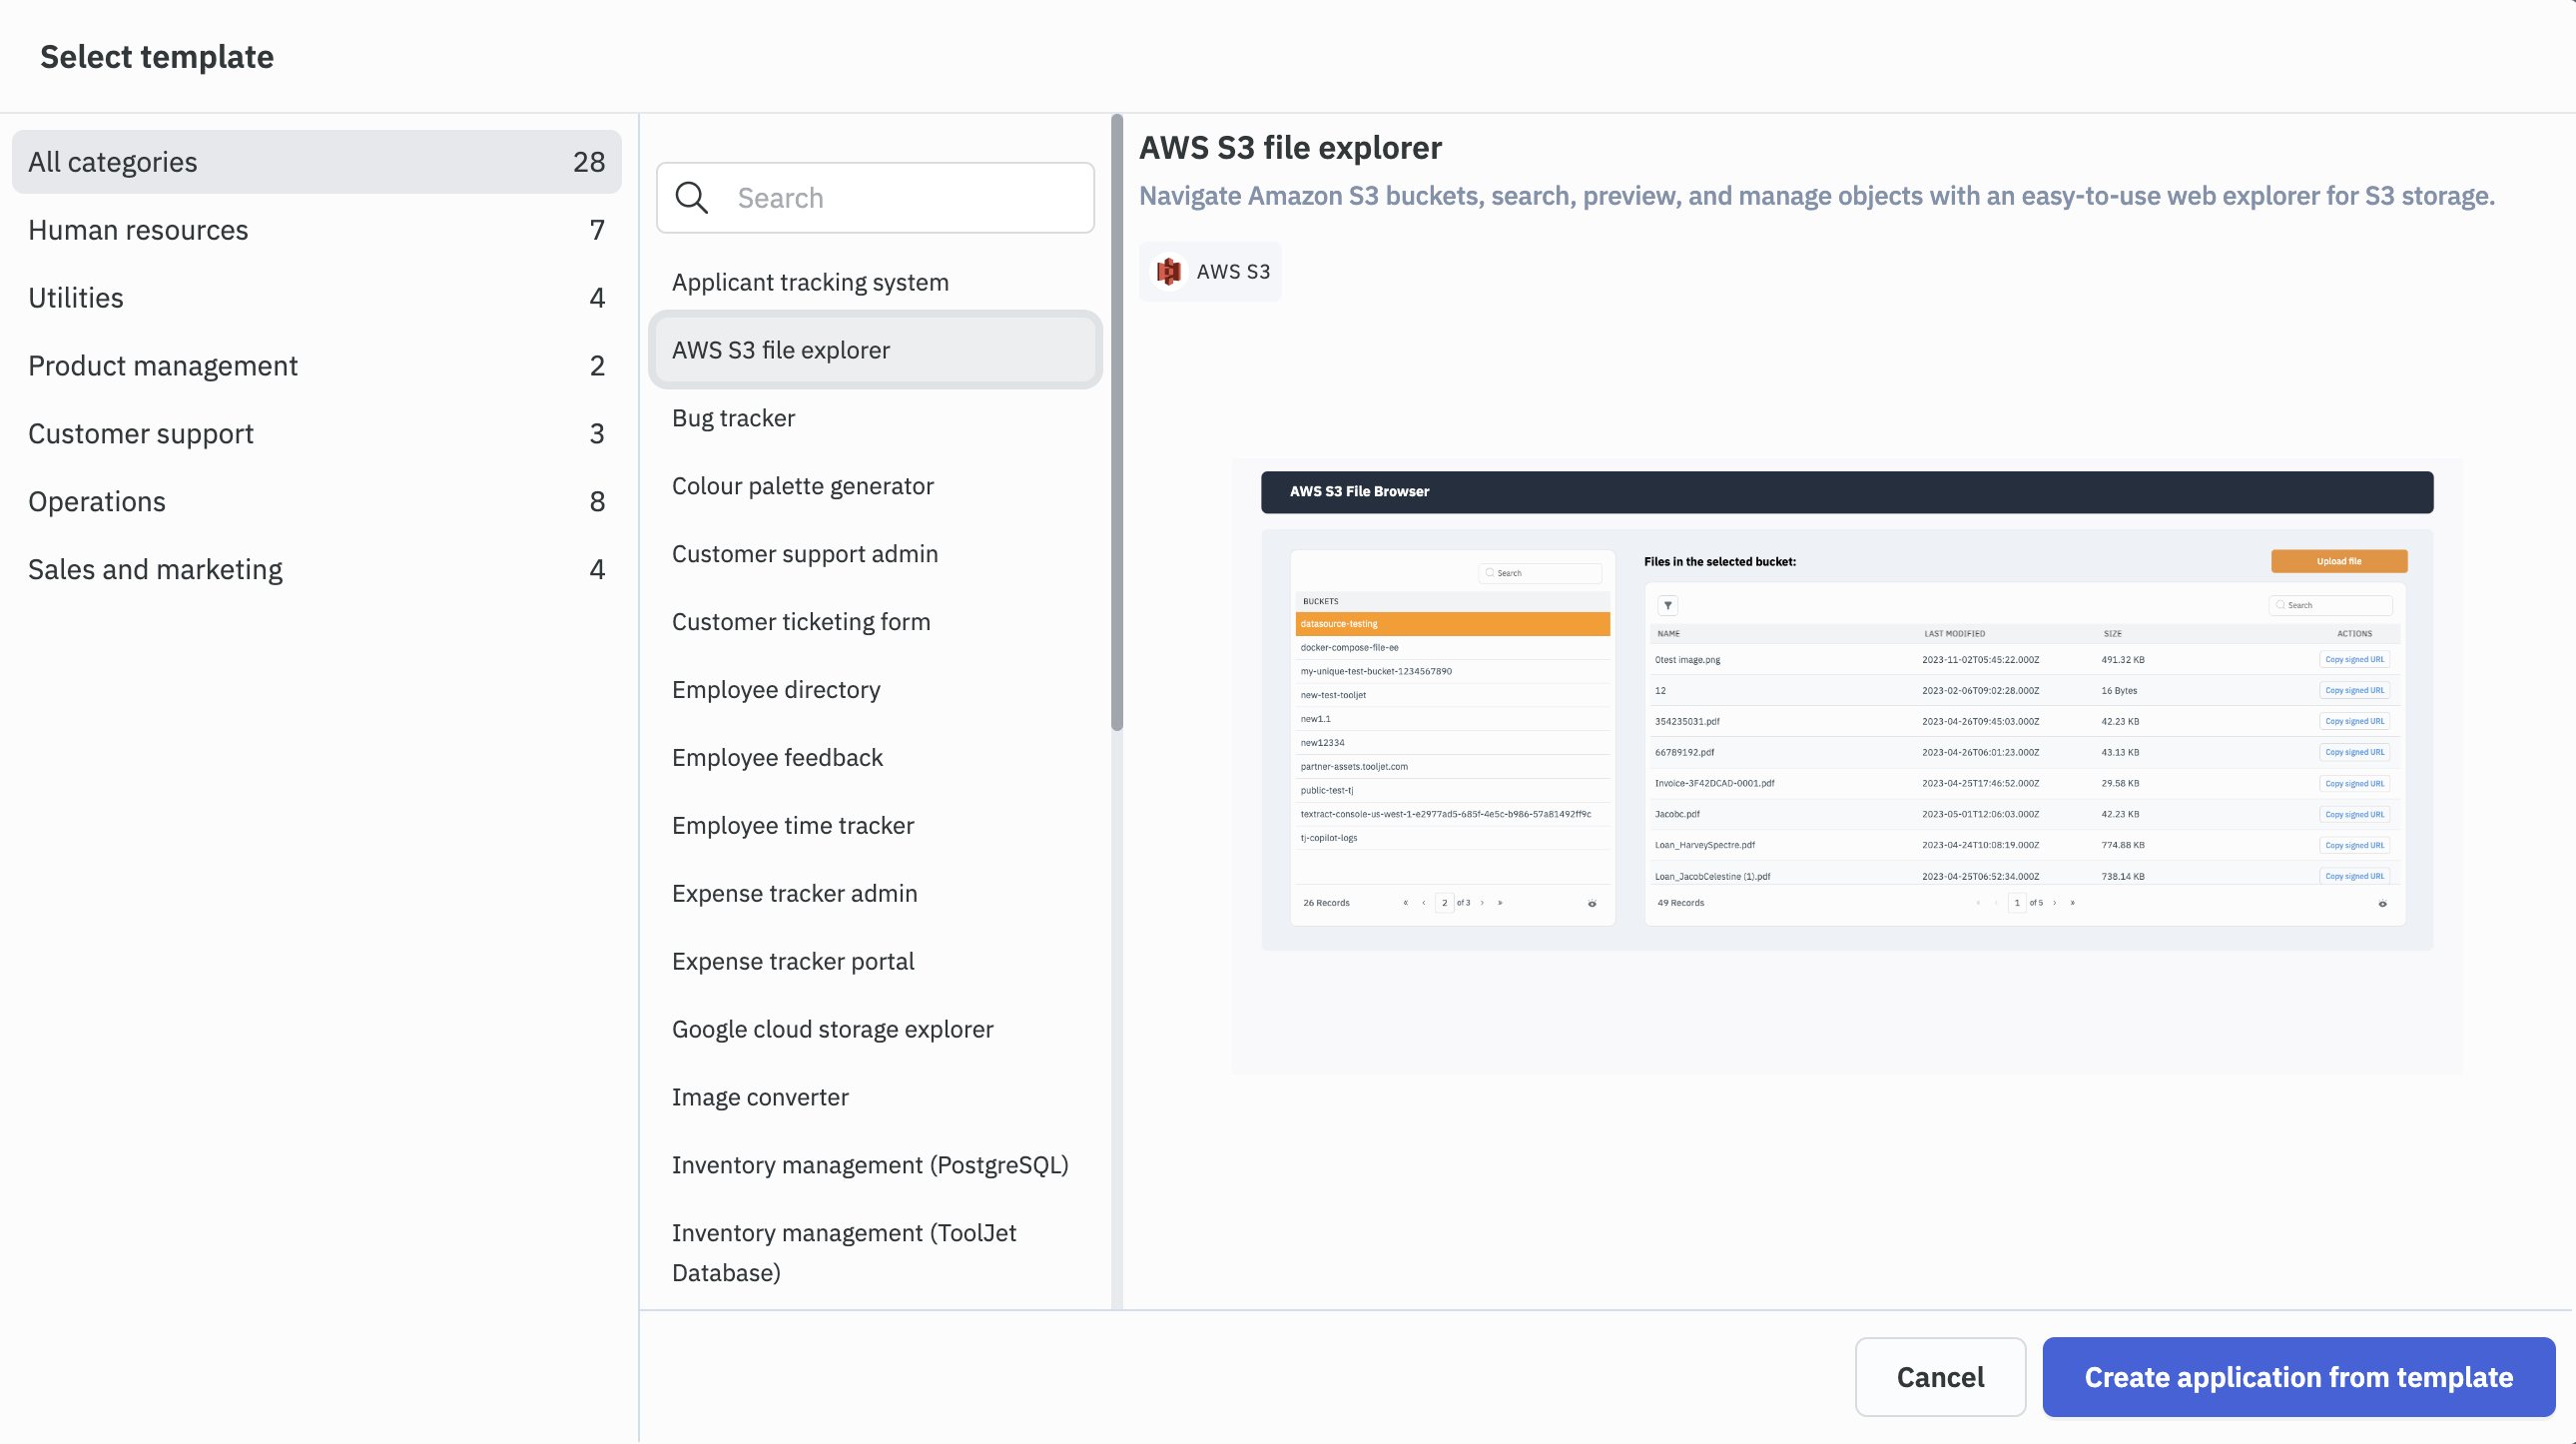 Select template
All categories 28
Human resources 7
Utilities 4
Product management 2
Customer support 3
Operations 8
Sales and marketing 4
Search
Applicant tracking system
AWS S3 file explorer
Bug tracker
Colour palette generator
Customer support admin
Customer ticketing form
Employee directory
Employee feedback
Employee time tracker
Expense tracker admin
Expense tracker portal
Google cloud storage explorer
Image converter
Inventory management (PostgreSQL)
Inventory management (ToolJet
Database)
AWS S3 file explorer
Navigate Amazon S3 buckets, search, preview, and manage objects with an easy-to-use web explorer for S3 storage.
AWS S3
AWS S3 File Browser
Search
BUCKETS
datasource-testing
docker-compose-file-ee
my-unique-test-bucket-1234567890
new-test-tooljet
new1.1
new12334
partner-assets.tooljet.com
public-test-tj
textract-console-us-west-1-e2977ad5-685f-4e5c-b986-57a81492ff9c
tj-copilot-logs
26 Records « ‹ 2 of 3 › »
Files in the selected bucket: Upload file
Search
NAME LAST MODIFIED SIZE ACTIONS
0test image.png 2023-11-02T05:45:22.000Z 491.32 KB Copy signed URL
12 2023-02-06T09:02:28.000Z 16 Bytes Copy signed URL
354235031.pdf 2023-04-26T09:45:03.000Z 42.23 KB Copy signed URL
66789192.pdf 2023-04-26T06:01:23.000Z 43.13 KB Copy signed URL
Invoice-3F42DCAD-0001.pdf 2023-04-25T17:46:52.000Z 29.58 KB Copy signed URL
Jacobc.pdf 2023-05-01T12:06:03.000Z 42.23 KB Copy signed URL
Loan_HarveySpectre.pdf 2023-04-24T10:08:19.000Z 774.88 KB Copy signed URL
Loan_JacobCelestine (1).pdf 2023-04-25T06:52:34.000Z 738.14 KB Copy signed URL
49 Records « ‹ 1 of 5 › »
Cancel
Create application from template